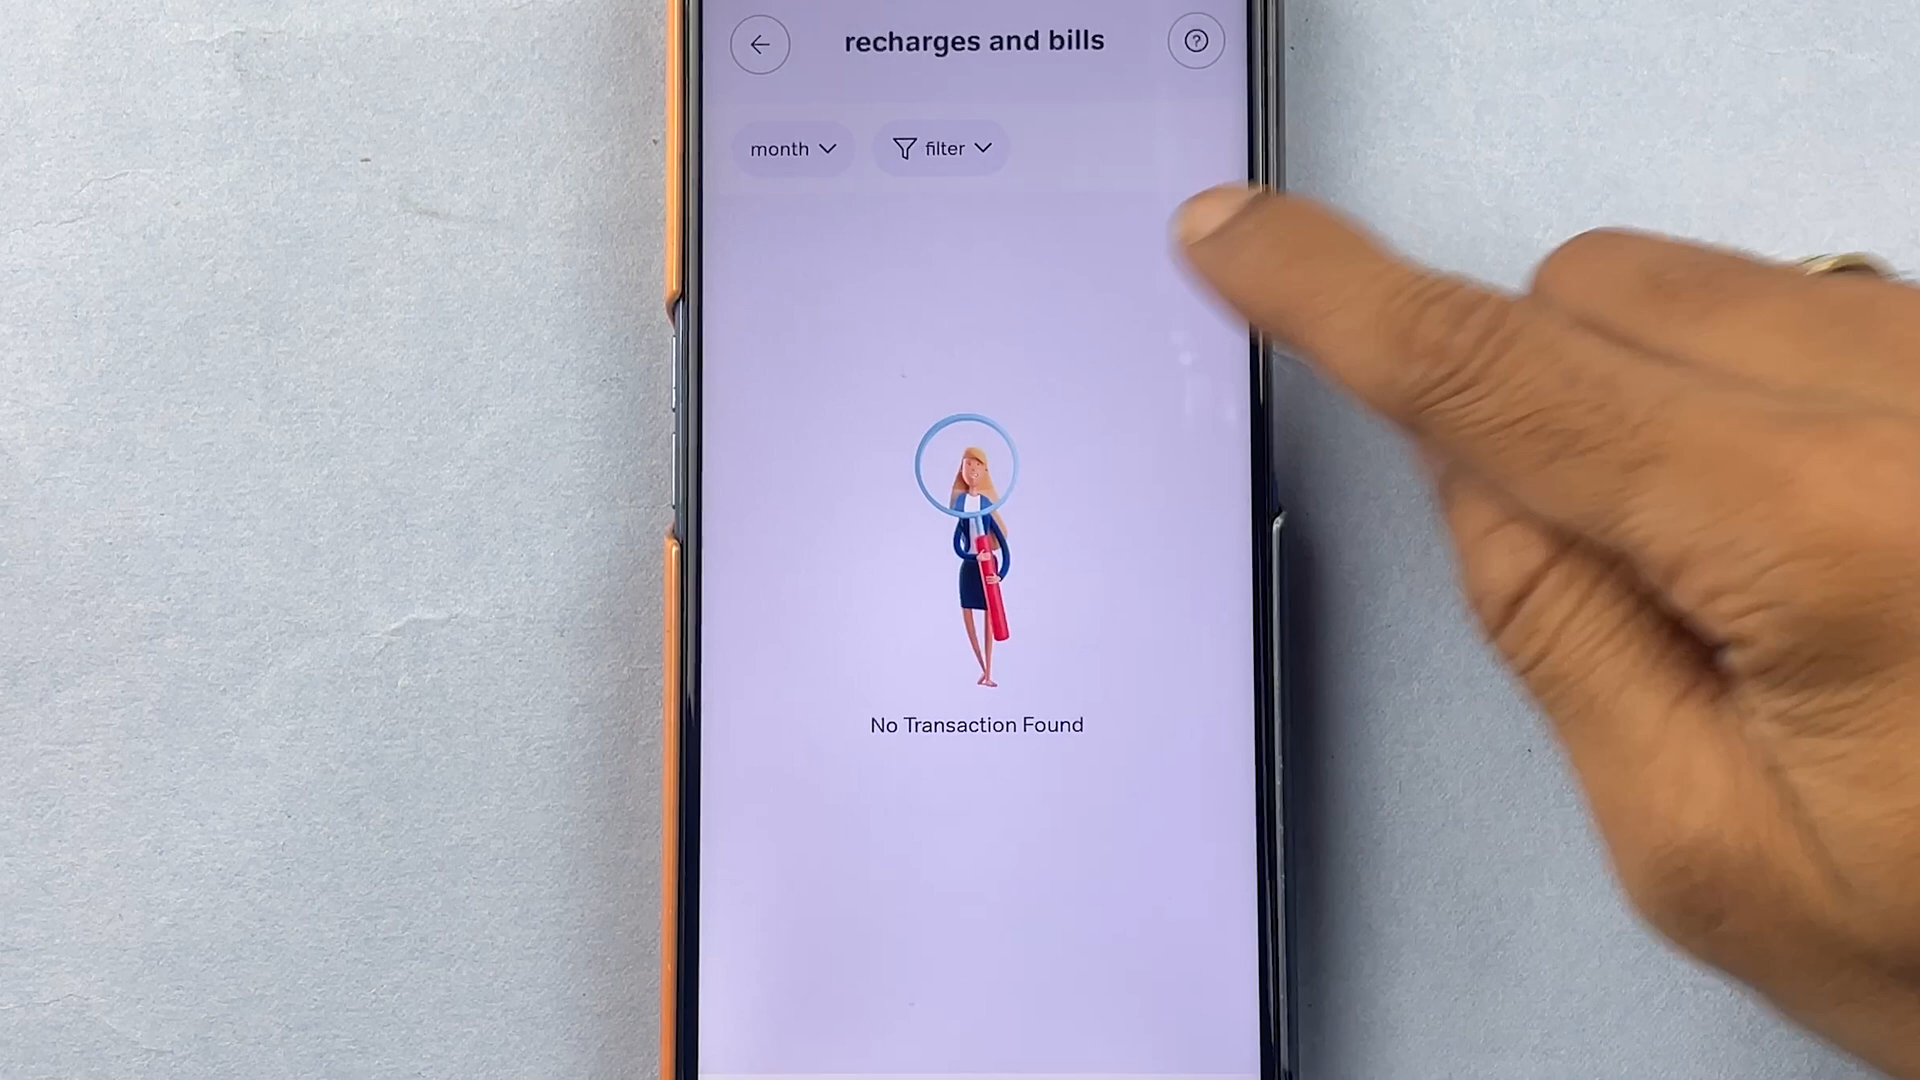 recharges and bills
?
month
filter
No Transaction Found